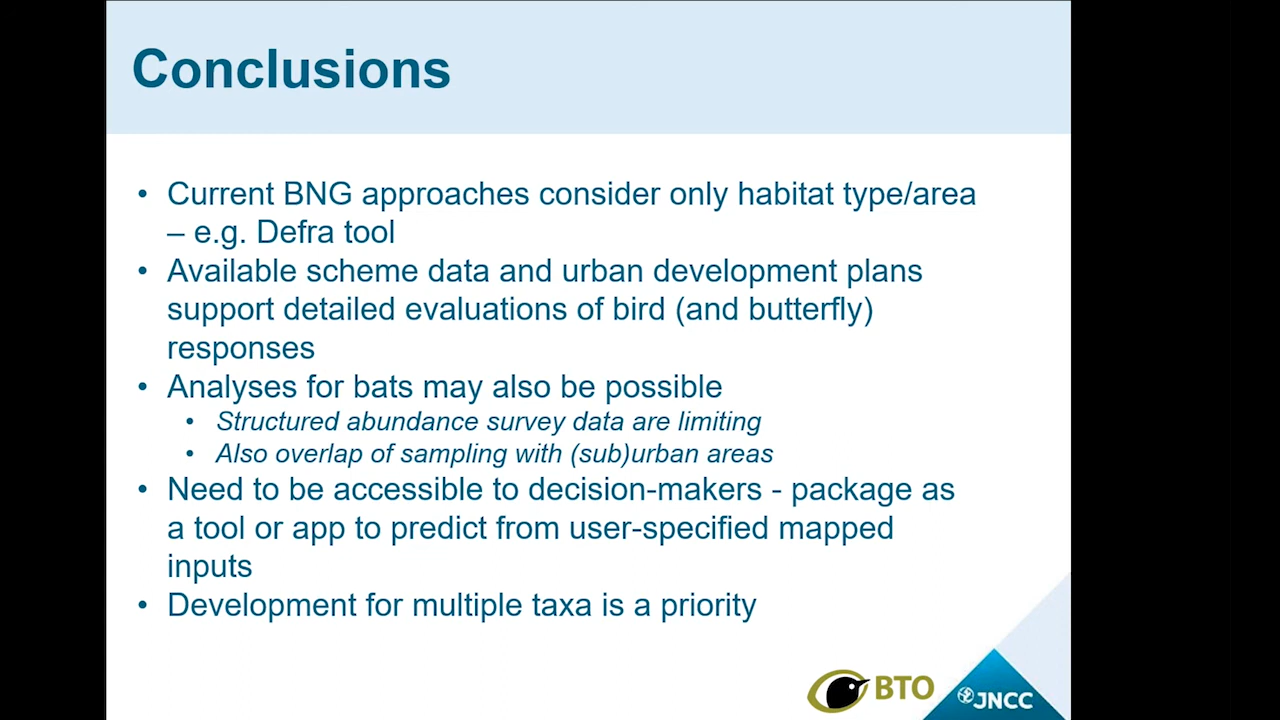 Conclusions
• Current BNG approaches consider only habitat type/area
– e.g. Defra tool
• Available scheme data and urban development plans
support detailed evaluations of bird (and butterfly)
responses
• Analyses for bats may also be possible
• Structured abundance survey data are limiting
• Also overlap of sampling with (sub)urban areas
• Need to be accessible to decision-makers - package as
a tool or app to predict from user-specified mapped
inputs
• Development for multiple taxa is a priority
BTO
JNCC